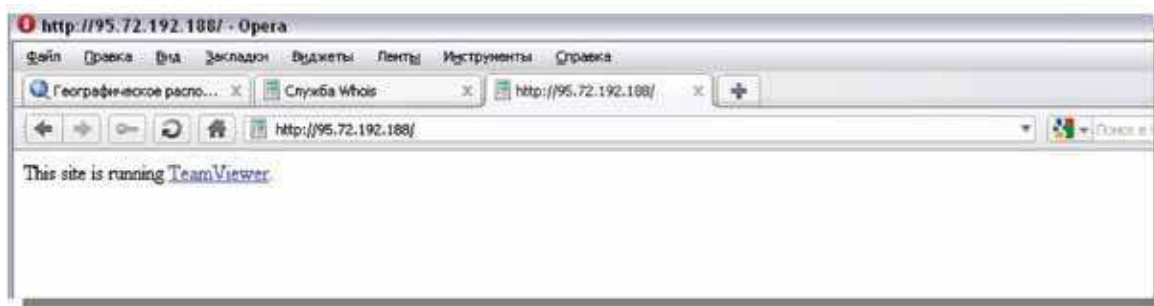 http://95.72.192.188/ - Opera
Файл Правка Вид Закладки Виджеты Ленты Инструменты Справка
Географическое распо... Служба Whois http://95.72.192.188/
http://95.72.192.188/ Поиск в
This site is running TeamViewer.